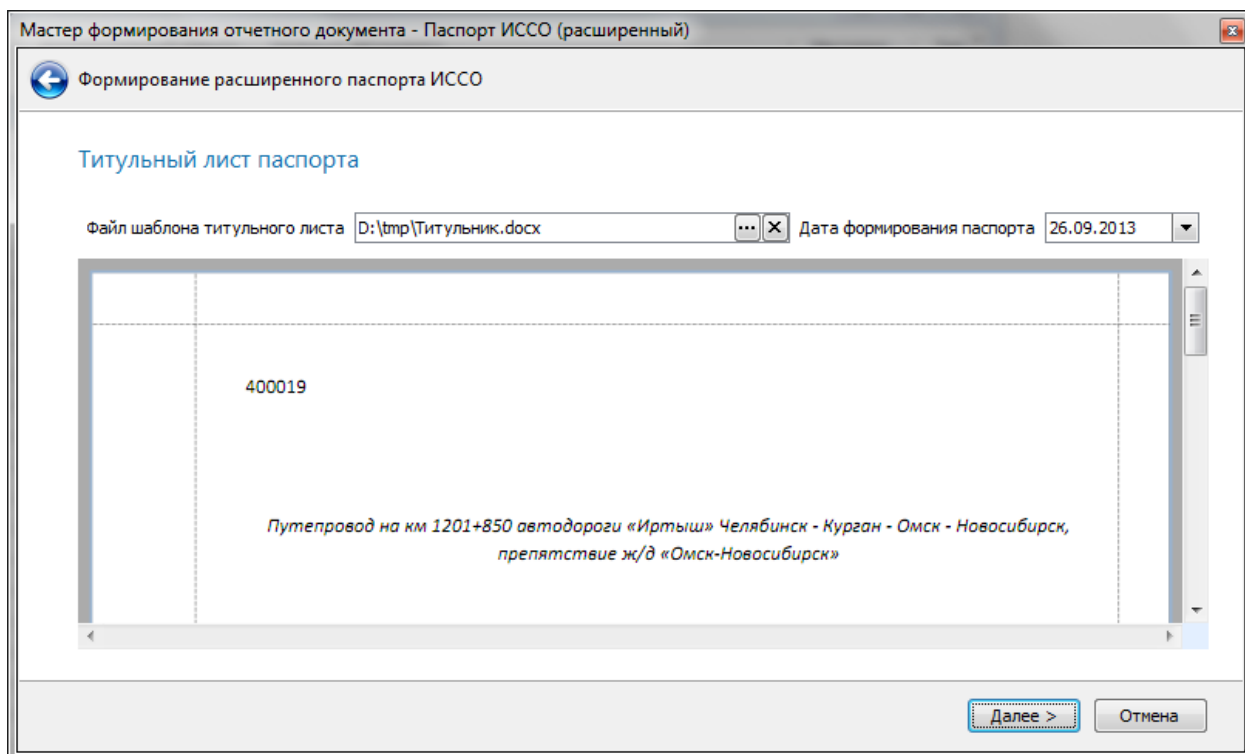 Мастер формирования отчетного документа - Паспорт ИССО (расширенный)
Формирование расширенного паспорта ИССО
Титульный лист паспорта
Файл шаблона титульного листа D:\tmp\Титульник.docx ... Дата формирования паспорта 26.09.2013
400019
Путепровод на км 1201+850 автодороги «Иртыш» Челябинск - Курган - Омск - Новосибирск,
препятствие ж/д «Омск-Новосибирск»
Далее > Отмена